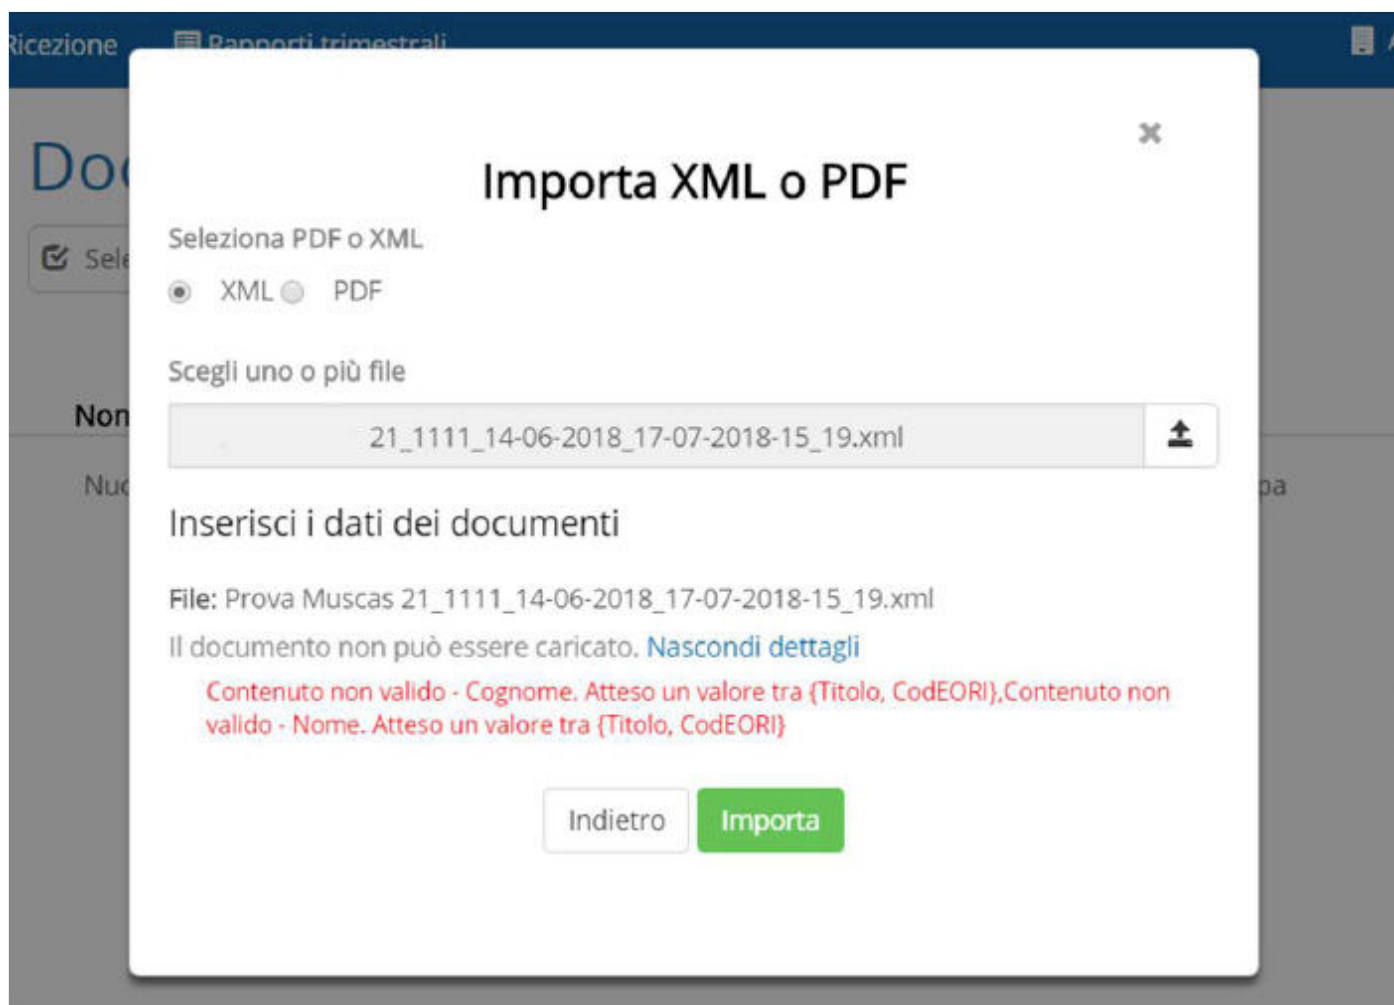 Ricezione
Rapporti trimestrali
Importa XML o PDF
Seleziona PDF o XML
XML PDF
Scegli uno o più file
21_1111_14-06-2018_17-07-2018-15_19.xml
Inserisci i dati dei documenti
File: Prova Muscas 21_1111_14-06-2018_17-07-2018-15_19.xml
Il documento non può essere caricato. Nascondi dettagli
Contenuto non valido - Cognome. Atteso un valore tra {Titolo, CodEORI},Contenuto non
valido - Nome. Atteso un valore tra {Titolo, CodEORI}
Indietro
Importa